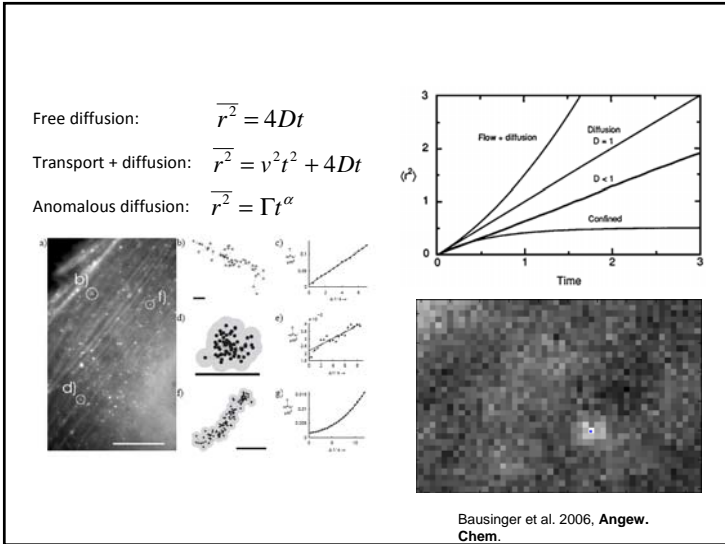 Free diffusion: r² = 4Dt
Transport + diffusion: r² = v²t² + 4Dt
Anomalous diffusion: r² = Γt^α
3
2
1
0
⟨r²⟩
Flow + diffusion
Diffusion
D = 1
D < 1
Confined
0
1
2
3
Time
a)
b)
f)
d)
b)
c)
d)
e)
f)
g)
Bausinger et al. 2006, Angew.
Chem.